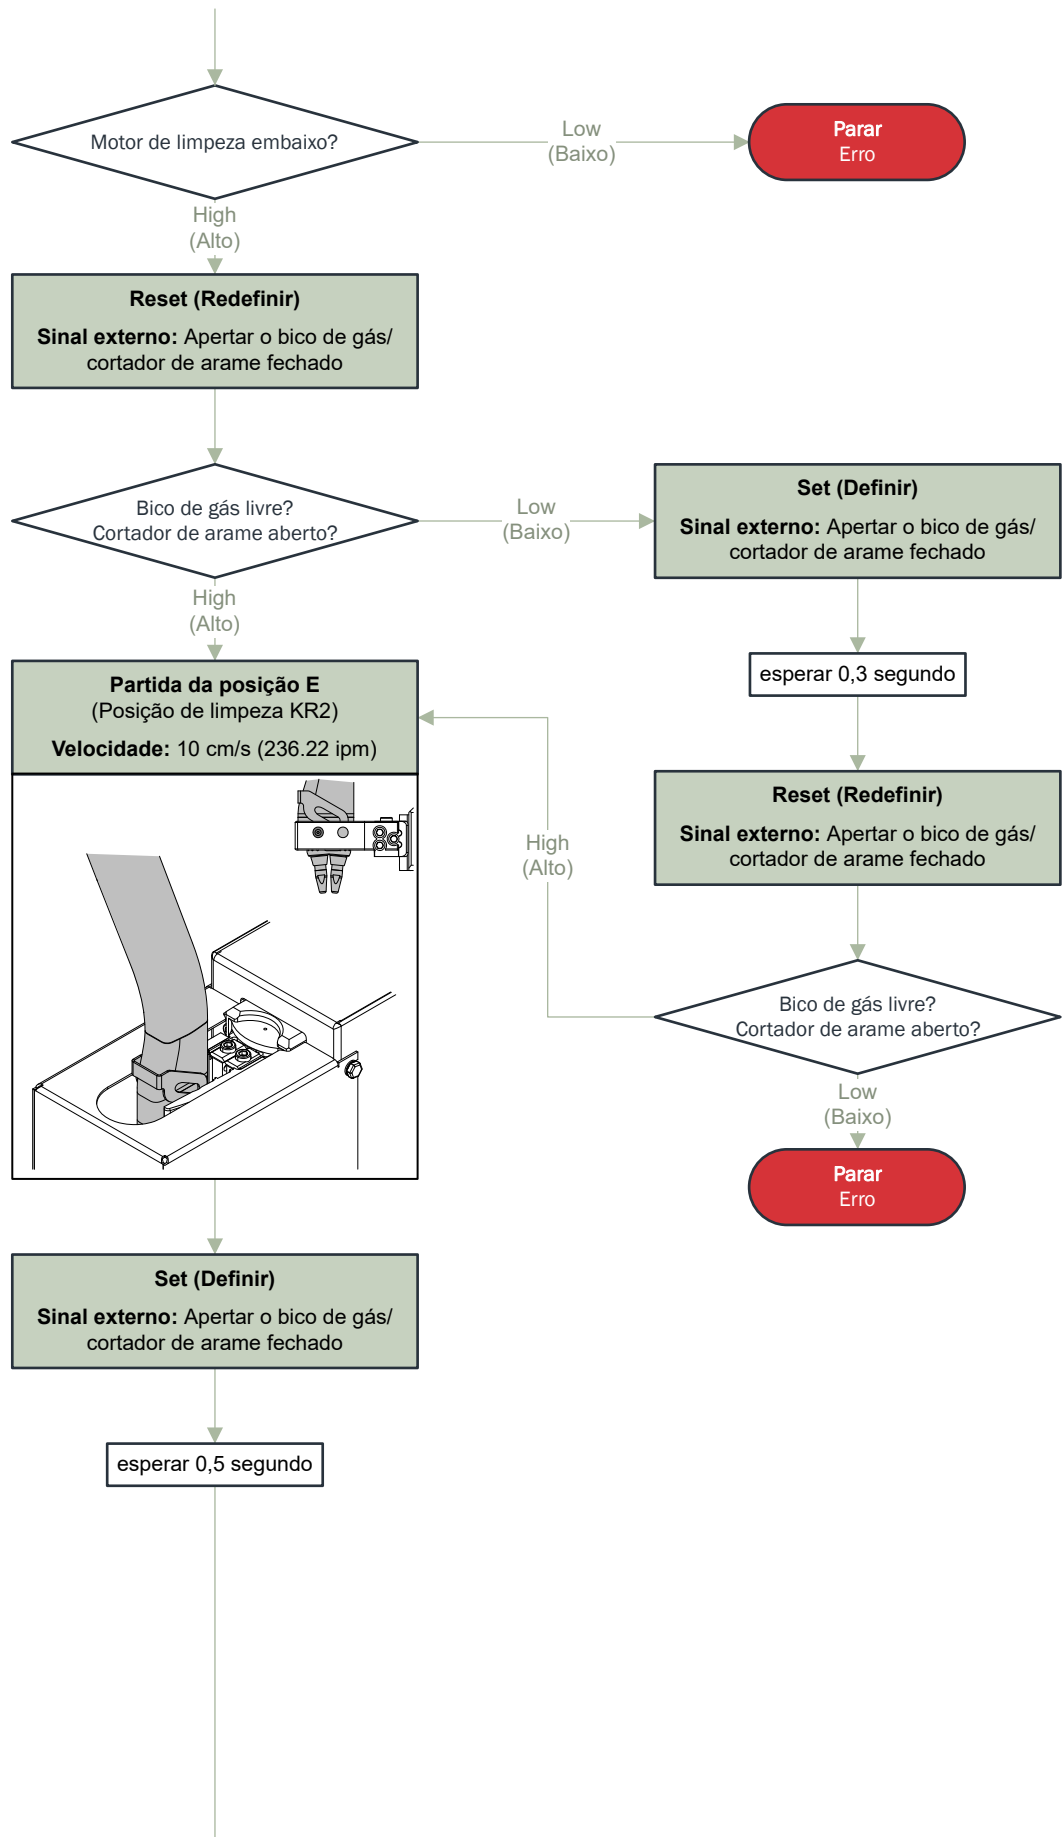 Motor de limpeza embaixo?
Low
(Baixo)
Parar
Erro
High
(Alto)
Reset (Redefinir)
Sinal externo: Apertar o bico de gás/
cortador de arame fechado
Bico de gás livre?
Cortador de arame aberto?
Low
(Baixo)
Set (Definir)
Sinal externo: Apertar o bico de gás/
cortador de arame fechado
High
(Alto)
esperar 0,3 segundo
Partida da posição E
(Posição de limpeza KR2)
Velocidade: 10 cm/s (236.22 ipm)
Reset (Redefinir)
Sinal externo: Apertar o bico de gás/
cortador de arame fechado
High
(Alto)
Bico de gás livre?
Cortador de arame aberto?
Low
(Baixo)
Parar
Erro
Set (Definir)
Sinal externo: Apertar o bico de gás/
cortador de arame fechado
esperar 0,5 segundo